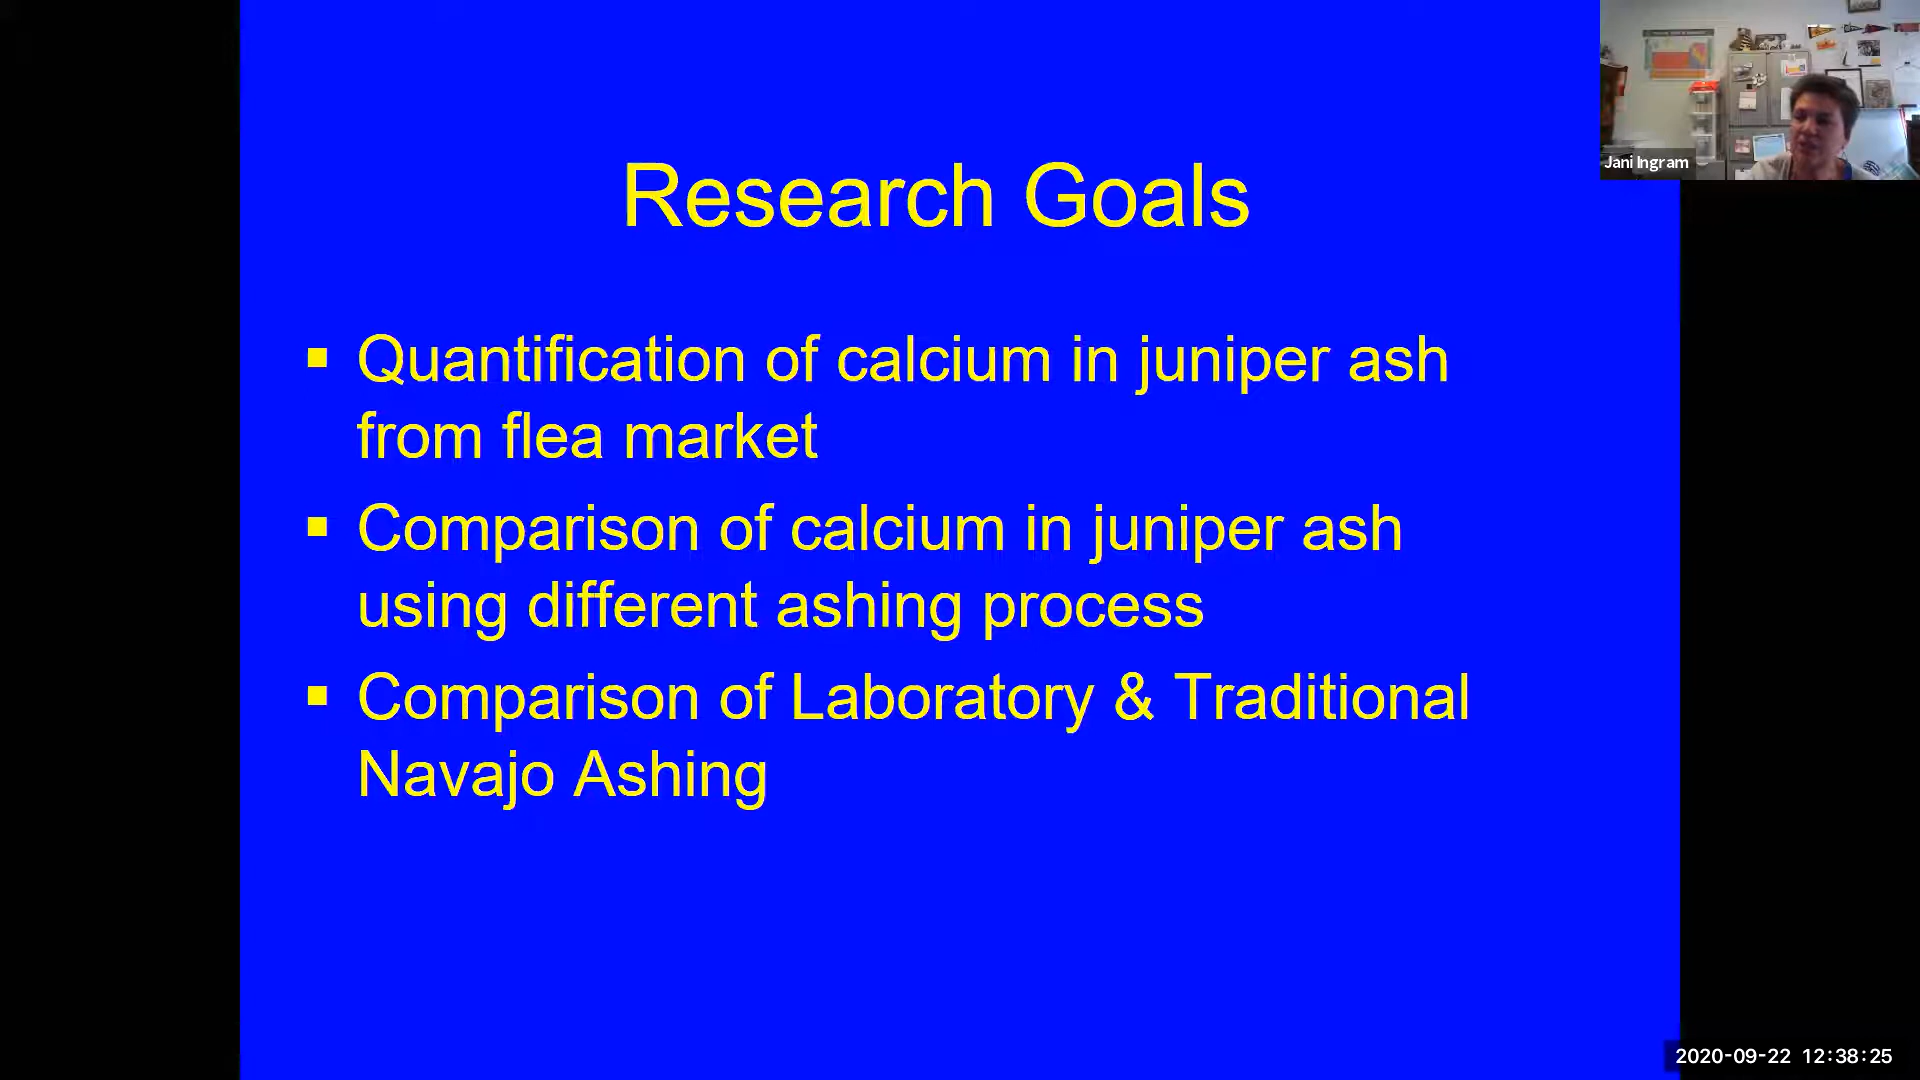 Research Goals
Quantification of calcium in juniper ash
from flea market
Comparison of calcium in juniper ash
using different ashing process
Comparison of Laboratory & Traditional
Navajo Ashing
Jani Ingram
2020-09-22 12:38:25